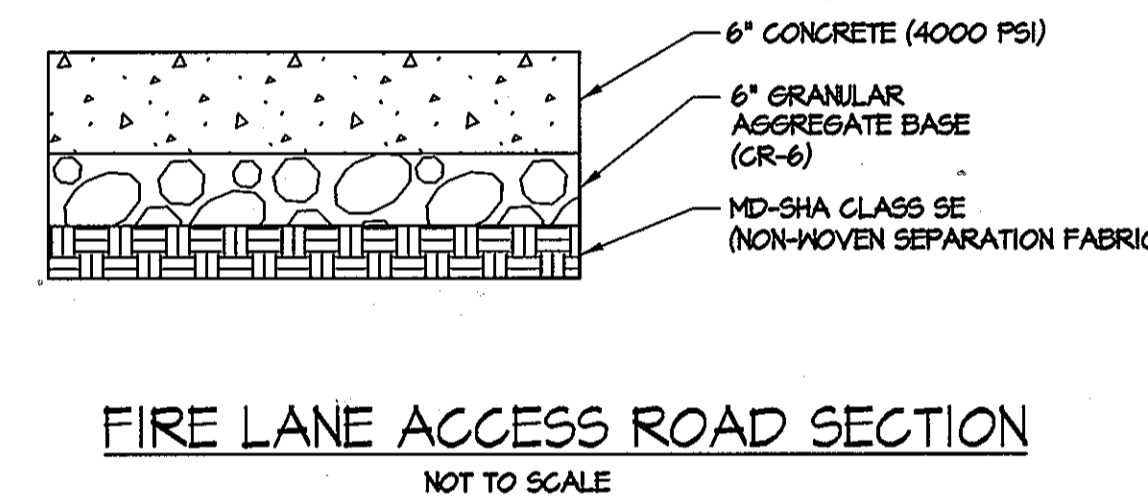 6" CONCRETE (4000 PSI)
6" GRANULAR
AGGREGATE BASE
(CR-6)
MD-SHA CLASS SE
(NON-WOVEN SEPARATION FABRIC
FIRE LANE ACCESS ROAD SECTION
NOT TO SCALE